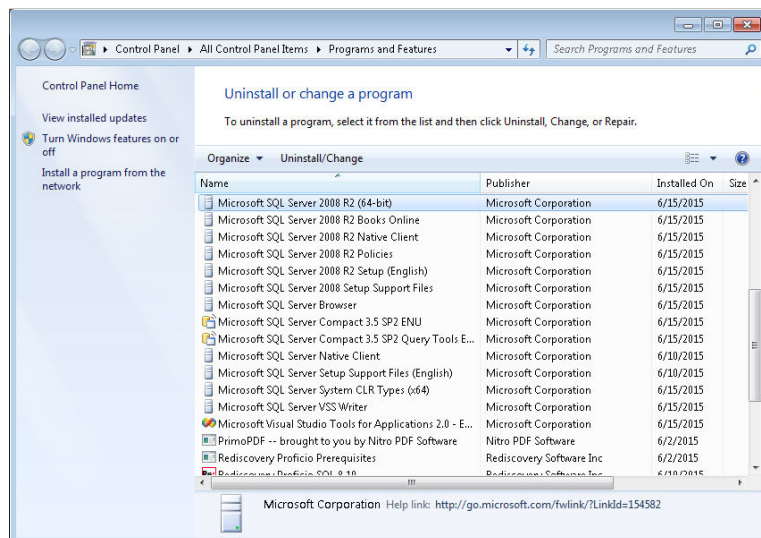 Control Panel ▸ All Control Panel Items ▸ Programs and Features
Search Programs and Features
Control Panel Home
View installed updates
Turn Windows features on or
off
Install a program from the
network
Uninstall or change a program
To uninstall a program, select it from the list and then click Uninstall, Change, or Repair.
Organize Uninstall/Change
Name Publisher Installed On Size
Microsoft SQL Server 2008 R2 (64-bit) Microsoft Corporation 6/15/2015
Microsoft SQL Server 2008 R2 Books Online Microsoft Corporation 6/15/2015
Microsoft SQL Server 2008 R2 Native Client Microsoft Corporation 6/15/2015
Microsoft SQL Server 2008 R2 Policies Microsoft Corporation 6/15/2015
Microsoft SQL Server 2008 R2 Setup (English) Microsoft Corporation 6/15/2015
Microsoft SQL Server 2008 Setup Support Files Microsoft Corporation 6/15/2015
Microsoft SQL Server Browser Microsoft Corporation 6/15/2015
Microsoft SQL Server Compact 3.5 SP2 ENU Microsoft Corporation 6/15/2015
Microsoft SQL Server Compact 3.5 SP2 Query Tools E... Microsoft Corporation 6/15/2015
Microsoft SQL Server Native Client Microsoft Corporation 6/10/2015
Microsoft SQL Server Setup Support Files (English) Microsoft Corporation 6/10/2015
Microsoft SQL Server System CLR Types (x64) Microsoft Corporation 6/15/2015
Microsoft SQL Server VSS Writer Microsoft Corporation 6/15/2015
Microsoft Visual Studio Tools for Applications 2.0 - E... Microsoft Corporation 6/15/2015
PrimoPDF -- brought to you by Nitro PDF Software Nitro PDF Software 6/2/2015
Rediscovery Proficio Prerequisites Rediscovery Software Inc 6/2/2015
Rediscovery Proficio SQL 8.10 Rediscovery Software Inc 6/10/2015
Microsoft Corporation Help link: http://go.microsoft.com/fwlink/?LinkId=154582